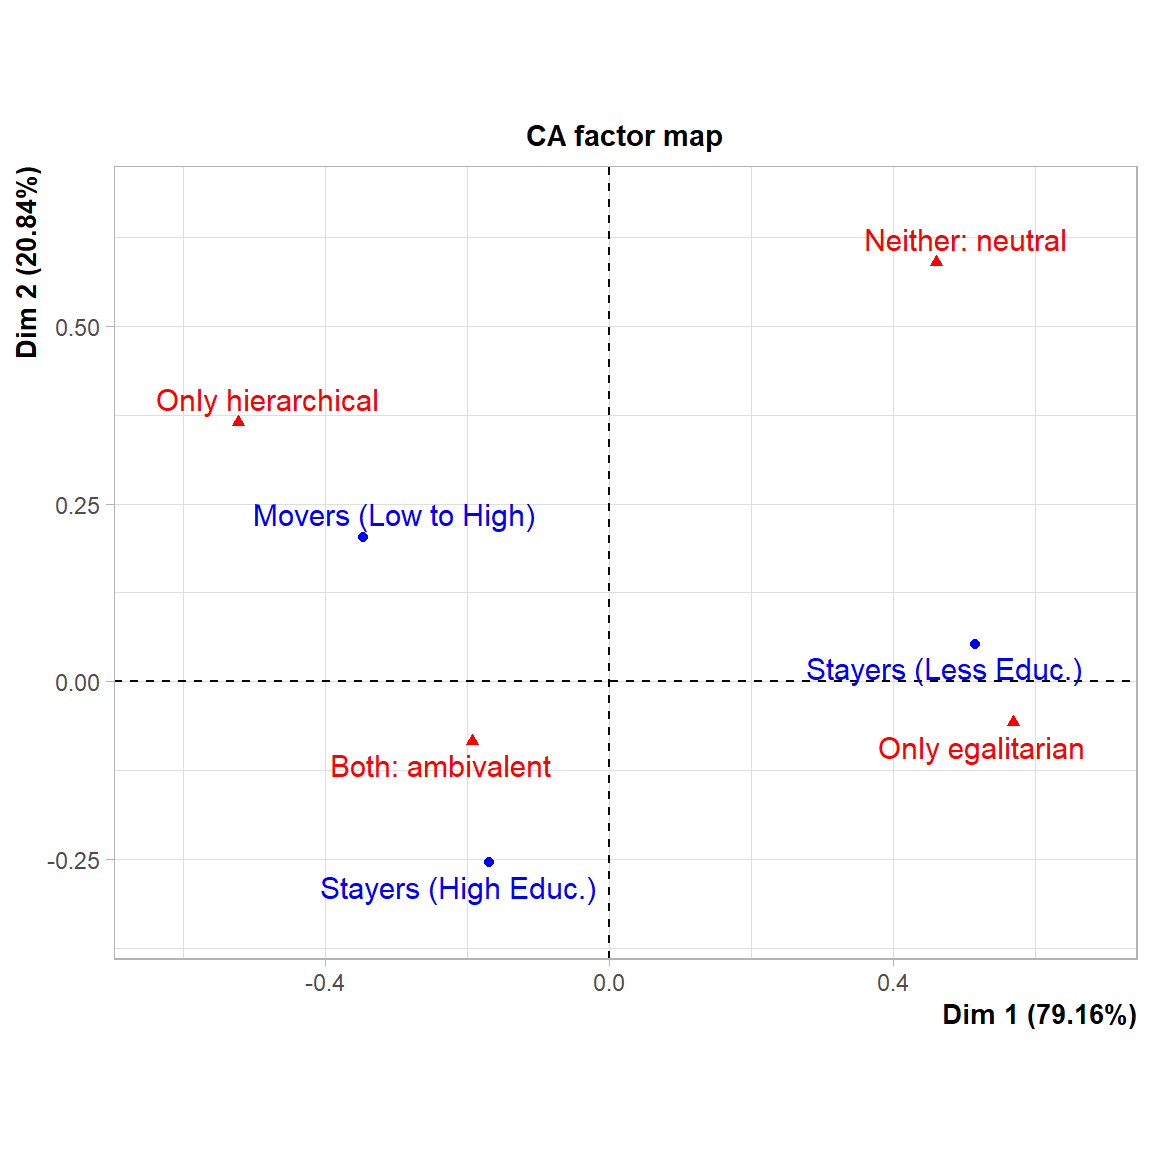 CA factor map
Dim 2 (20.84%)
Neither: neutral
0.50
Only hierarchical
0.25
Movers (Low to High)
Stayers (Less Educ.)
0.00
Only egalitarian
Both: ambivalent
-0.25
Stayers (High Educ.)
-0.4
0.0
0.4
Dim 1 (79.16%)